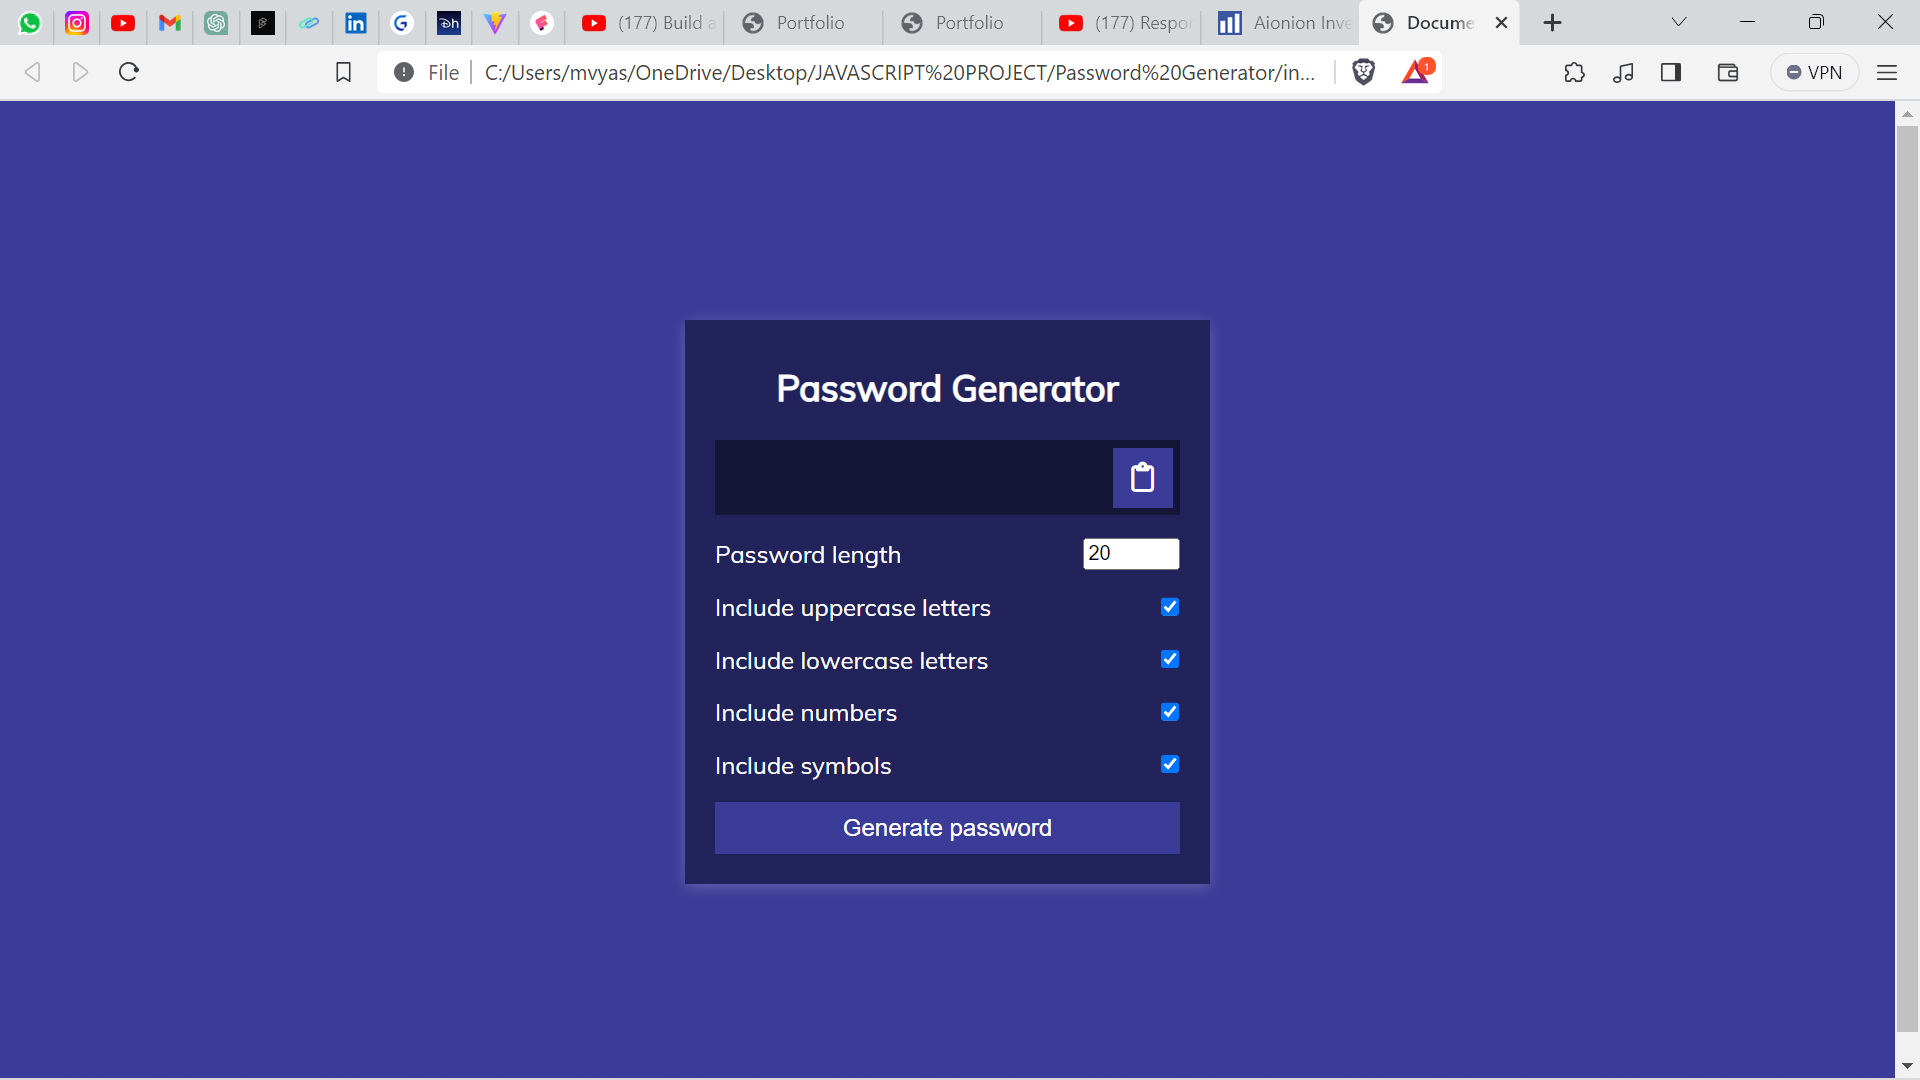 (177) Build a
Portfolio
Portfolio
(177) Respor
Aionion Inve
Docume
File
C:/Users/mvyas/OneDrive/Desktop/JAVASCRIPT%20PROJECT/Password%20Generator/in...
1
VPN
Password Generator
Password length
20
Include uppercase letters
Include lowercase letters
Include numbers
Include symbols
Generate password